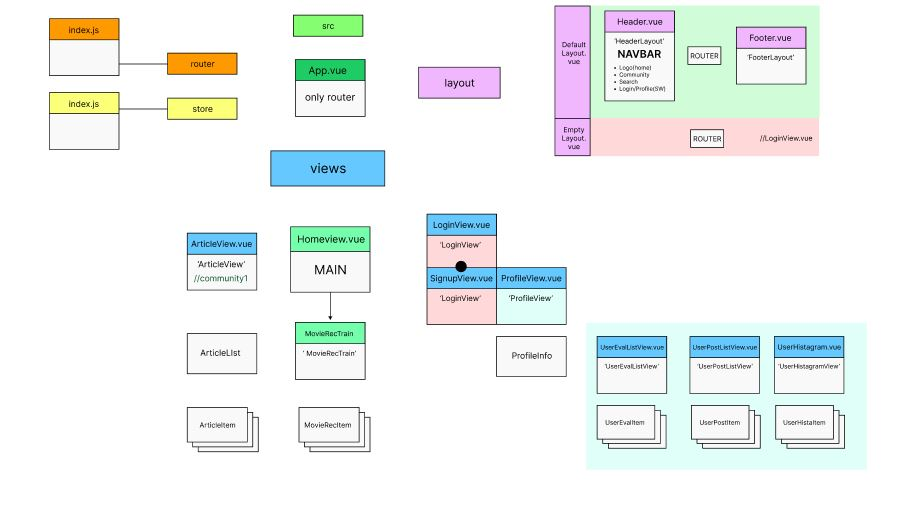 index.js
router
index.js
store
src
App.vue
only router
layout
Default
Layout.
vue
Header.vue
'HeaderLayout'
NAVBAR
• Logo(home)
• Community
• Search
• Login/Profile(SW)
ROUTER
Footer.vue
'FooterLayout'
Empty
Layout.
vue
ROUTER
//LoginView.vue
views
ArticleView.vue
'ArticleView'
//community1
Homeview.vue
MAIN
LoginView.vue
'LoginView'
SignupView.vue
'LoginView'
ProfileView.vue
'ProfileView'
ArticleLIst
MovieRecTrain
' MovieRecTrain'
ProfileInfo
ArticleItem
MovieRecItem
UserEvalListView.vue
'UserEvalListView'
UserPostListView.vue
'UserPostListView'
UserHistagram.vue
'UserHistagramView'
UserEvalItem
UserPostItem
UserHistaItem